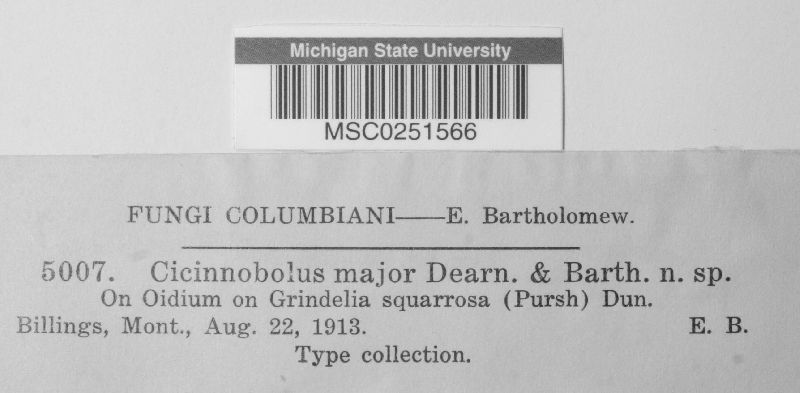 Michigan State University
MSC0251566
FUNGI COLUMBIANI—E. Bartholomew.
5007. Cicinnobolus major Dearn. & Barth. n. sp.
On Oidium on Grindelia squarrosa (Pursh) Dun.
Billings, Mont., Aug. 22, 1913. E. B.
Type collection.